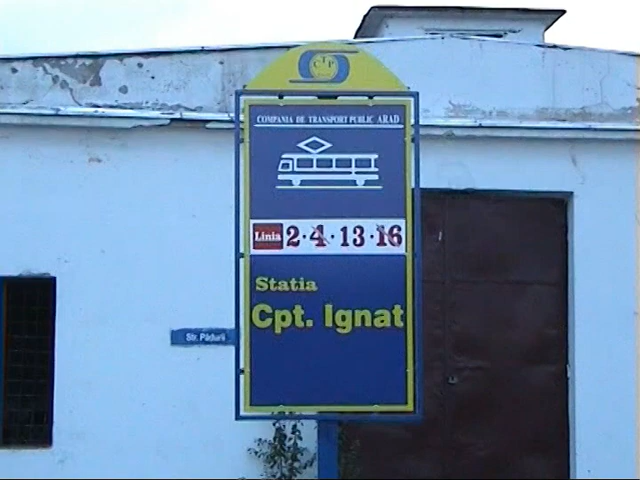 CTP
COMPANIA DE TRANSPORT PUBLIC ARAD
Linia 2·4·13·16
Statia
Cpt. Ignat
Str. Pădurii